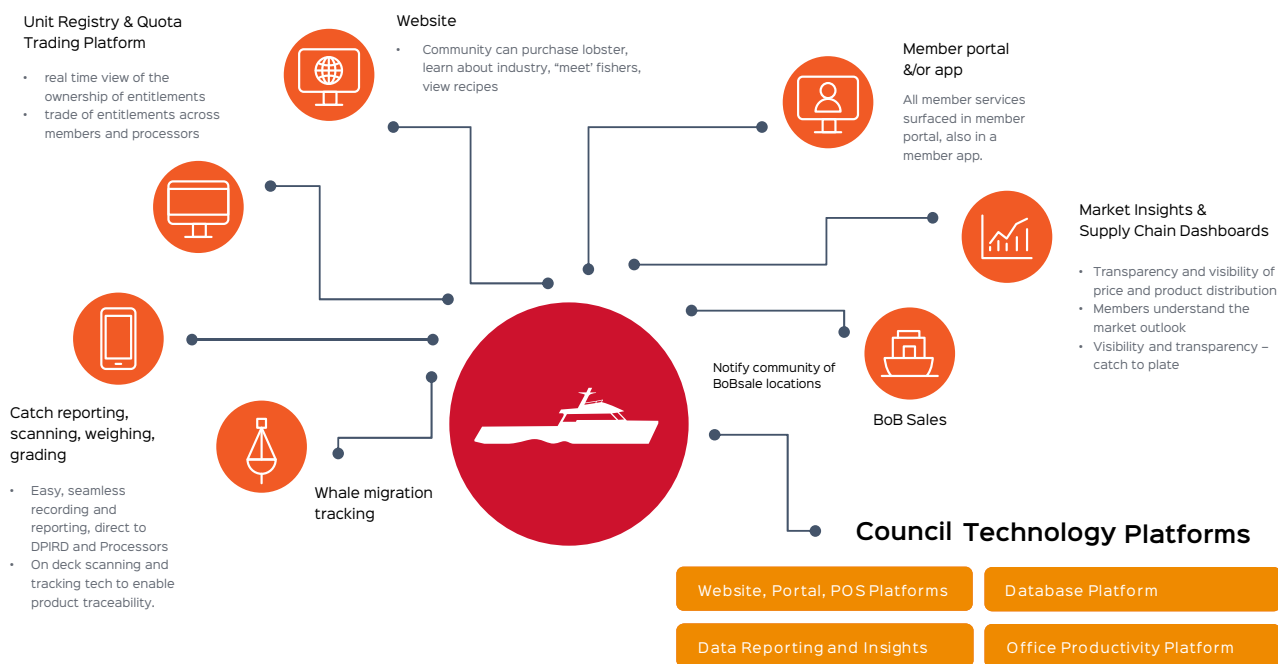 Unit Registry & Quota
Trading Platform
• real time view of the
ownership of entitlements
• trade of entitlements across
members and processors
Website
• Community can purchase lobster,
learn about industry, “meet’ fishers,
view recipes
Member portal
&/or app
All member services
surfaced in member
portal, also in a
member app.
Market Insights &
Supply Chain Dashboards
• Transparency and visibility of
price and product distribution
• Members understand the
market outlook
• Visibility and transparency –
catch to plate
Notify community of
BoBsale locations
BoB Sales
Catch reporting,
scanning, weighing,
grading
• Easy, seamless
recording and
reporting, direct to
DPIRD and Processors
• On deck scanning and
tracking tech to enable
product traceability.
Whale migration
tracking
Council Technology Platforms
Website, Portal, POS Platforms
Database Platform
Data Reporting and Insights
Office Productivity Platform